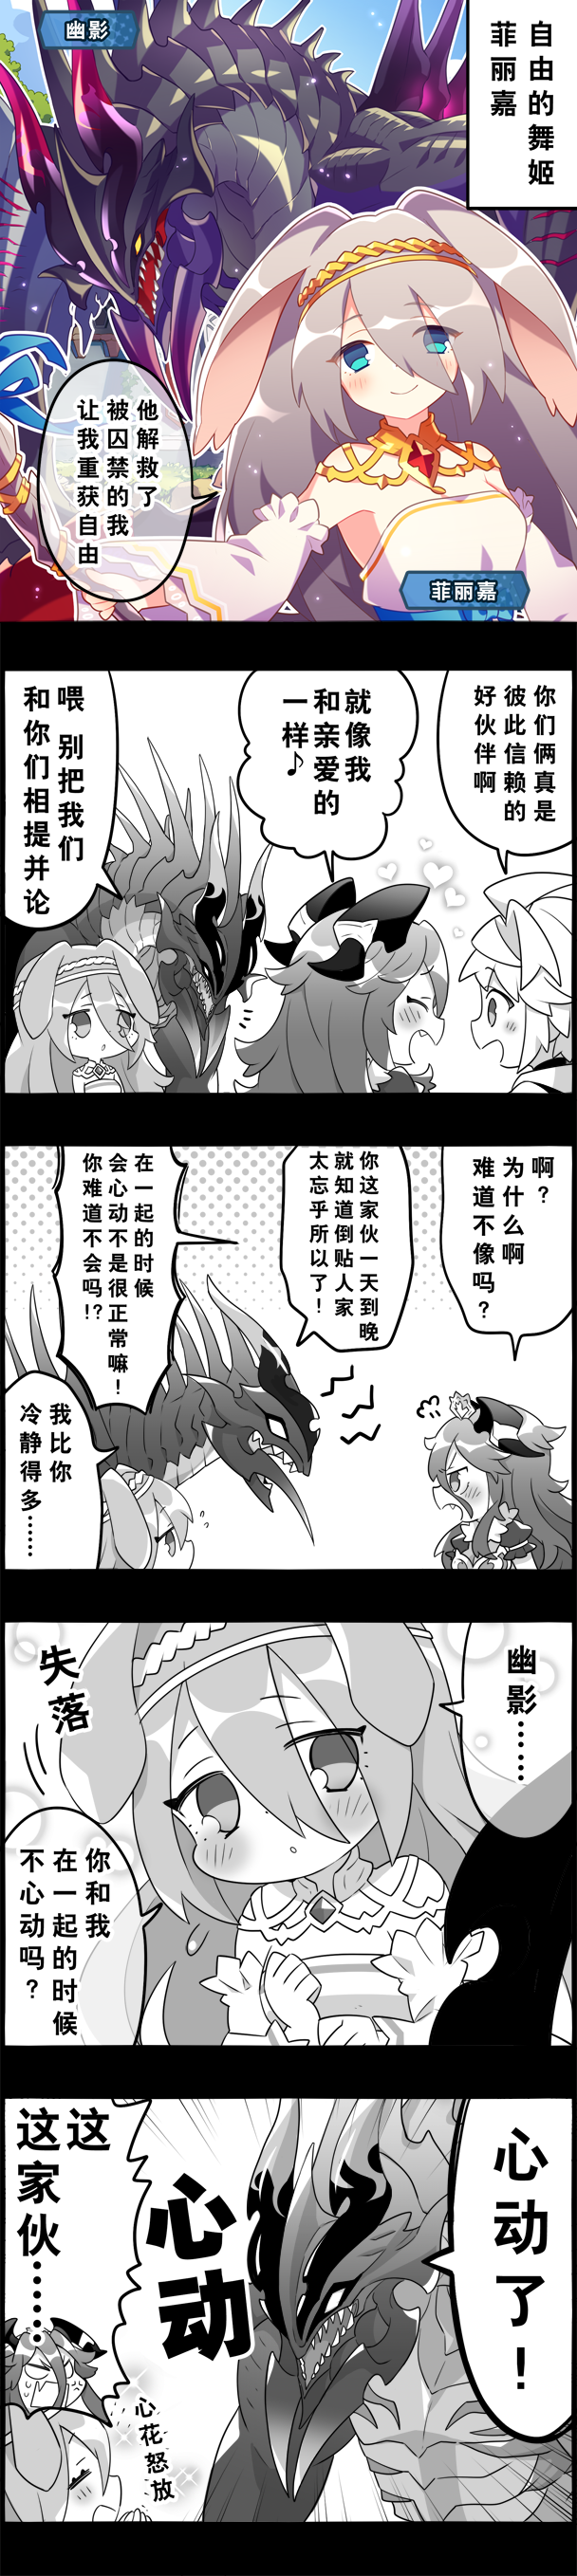 自由的舞姬
菲丽嘉
幽影
他解救了
被囚禁的我
让我重获自由
菲丽嘉
你们俩真是
彼此信赖的
好伙伴啊
就像我
和亲爱的
一样♪
喂 别把我们
和你们相提并论
啊?
为什么啊
难道不像吗?
你这家伙一天到晚
就知道倒贴人家
太忘乎所以了!
在一起的时候
会心动不是很正常嘛!
你难道不会吗!?
我比你
冷静得多……
幽影……
失落
你和我
在一起的时候
不心动吗?
心动了!
心动
这
这家伙……
心花怒放